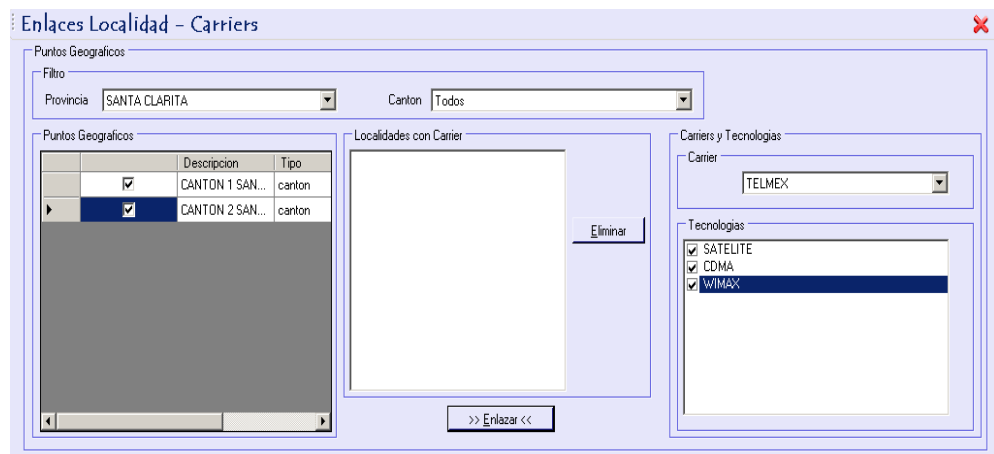 Enlaces Localidad - Carriers
Puntos Geograficos
Filtro
Provincia SANTA CLARITA Canton Todos
Puntos Geograficos
Descripcion Tipo
CANTON 1 SAN... canton
CANTON 2 SAN... canton
Localidades con Carrier
Eliminar
>> Enlazar <<
Carriers y Tecnologias
Carrier
TELMEX
Tecnologias
SATELITE
CDMA
WIMAX